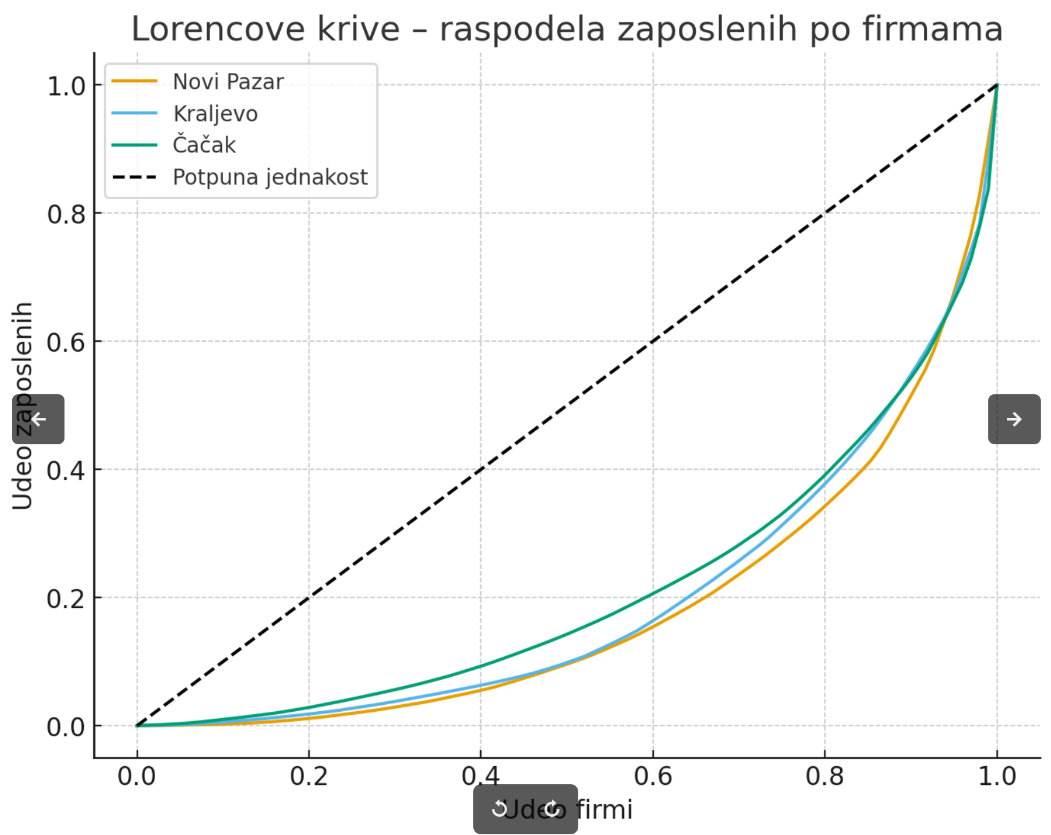 Lorencove krive – raspodela zaposlenih po firmama
Novi Pazar
Kraljevo
Čačak
Potpuna jednakost
Udeo zaposlenih
1.0
0.8
0.6
0.4
0.2
0.0
0.0 0.2 0.4 0.6 0.8 1.0
Udeo firmi